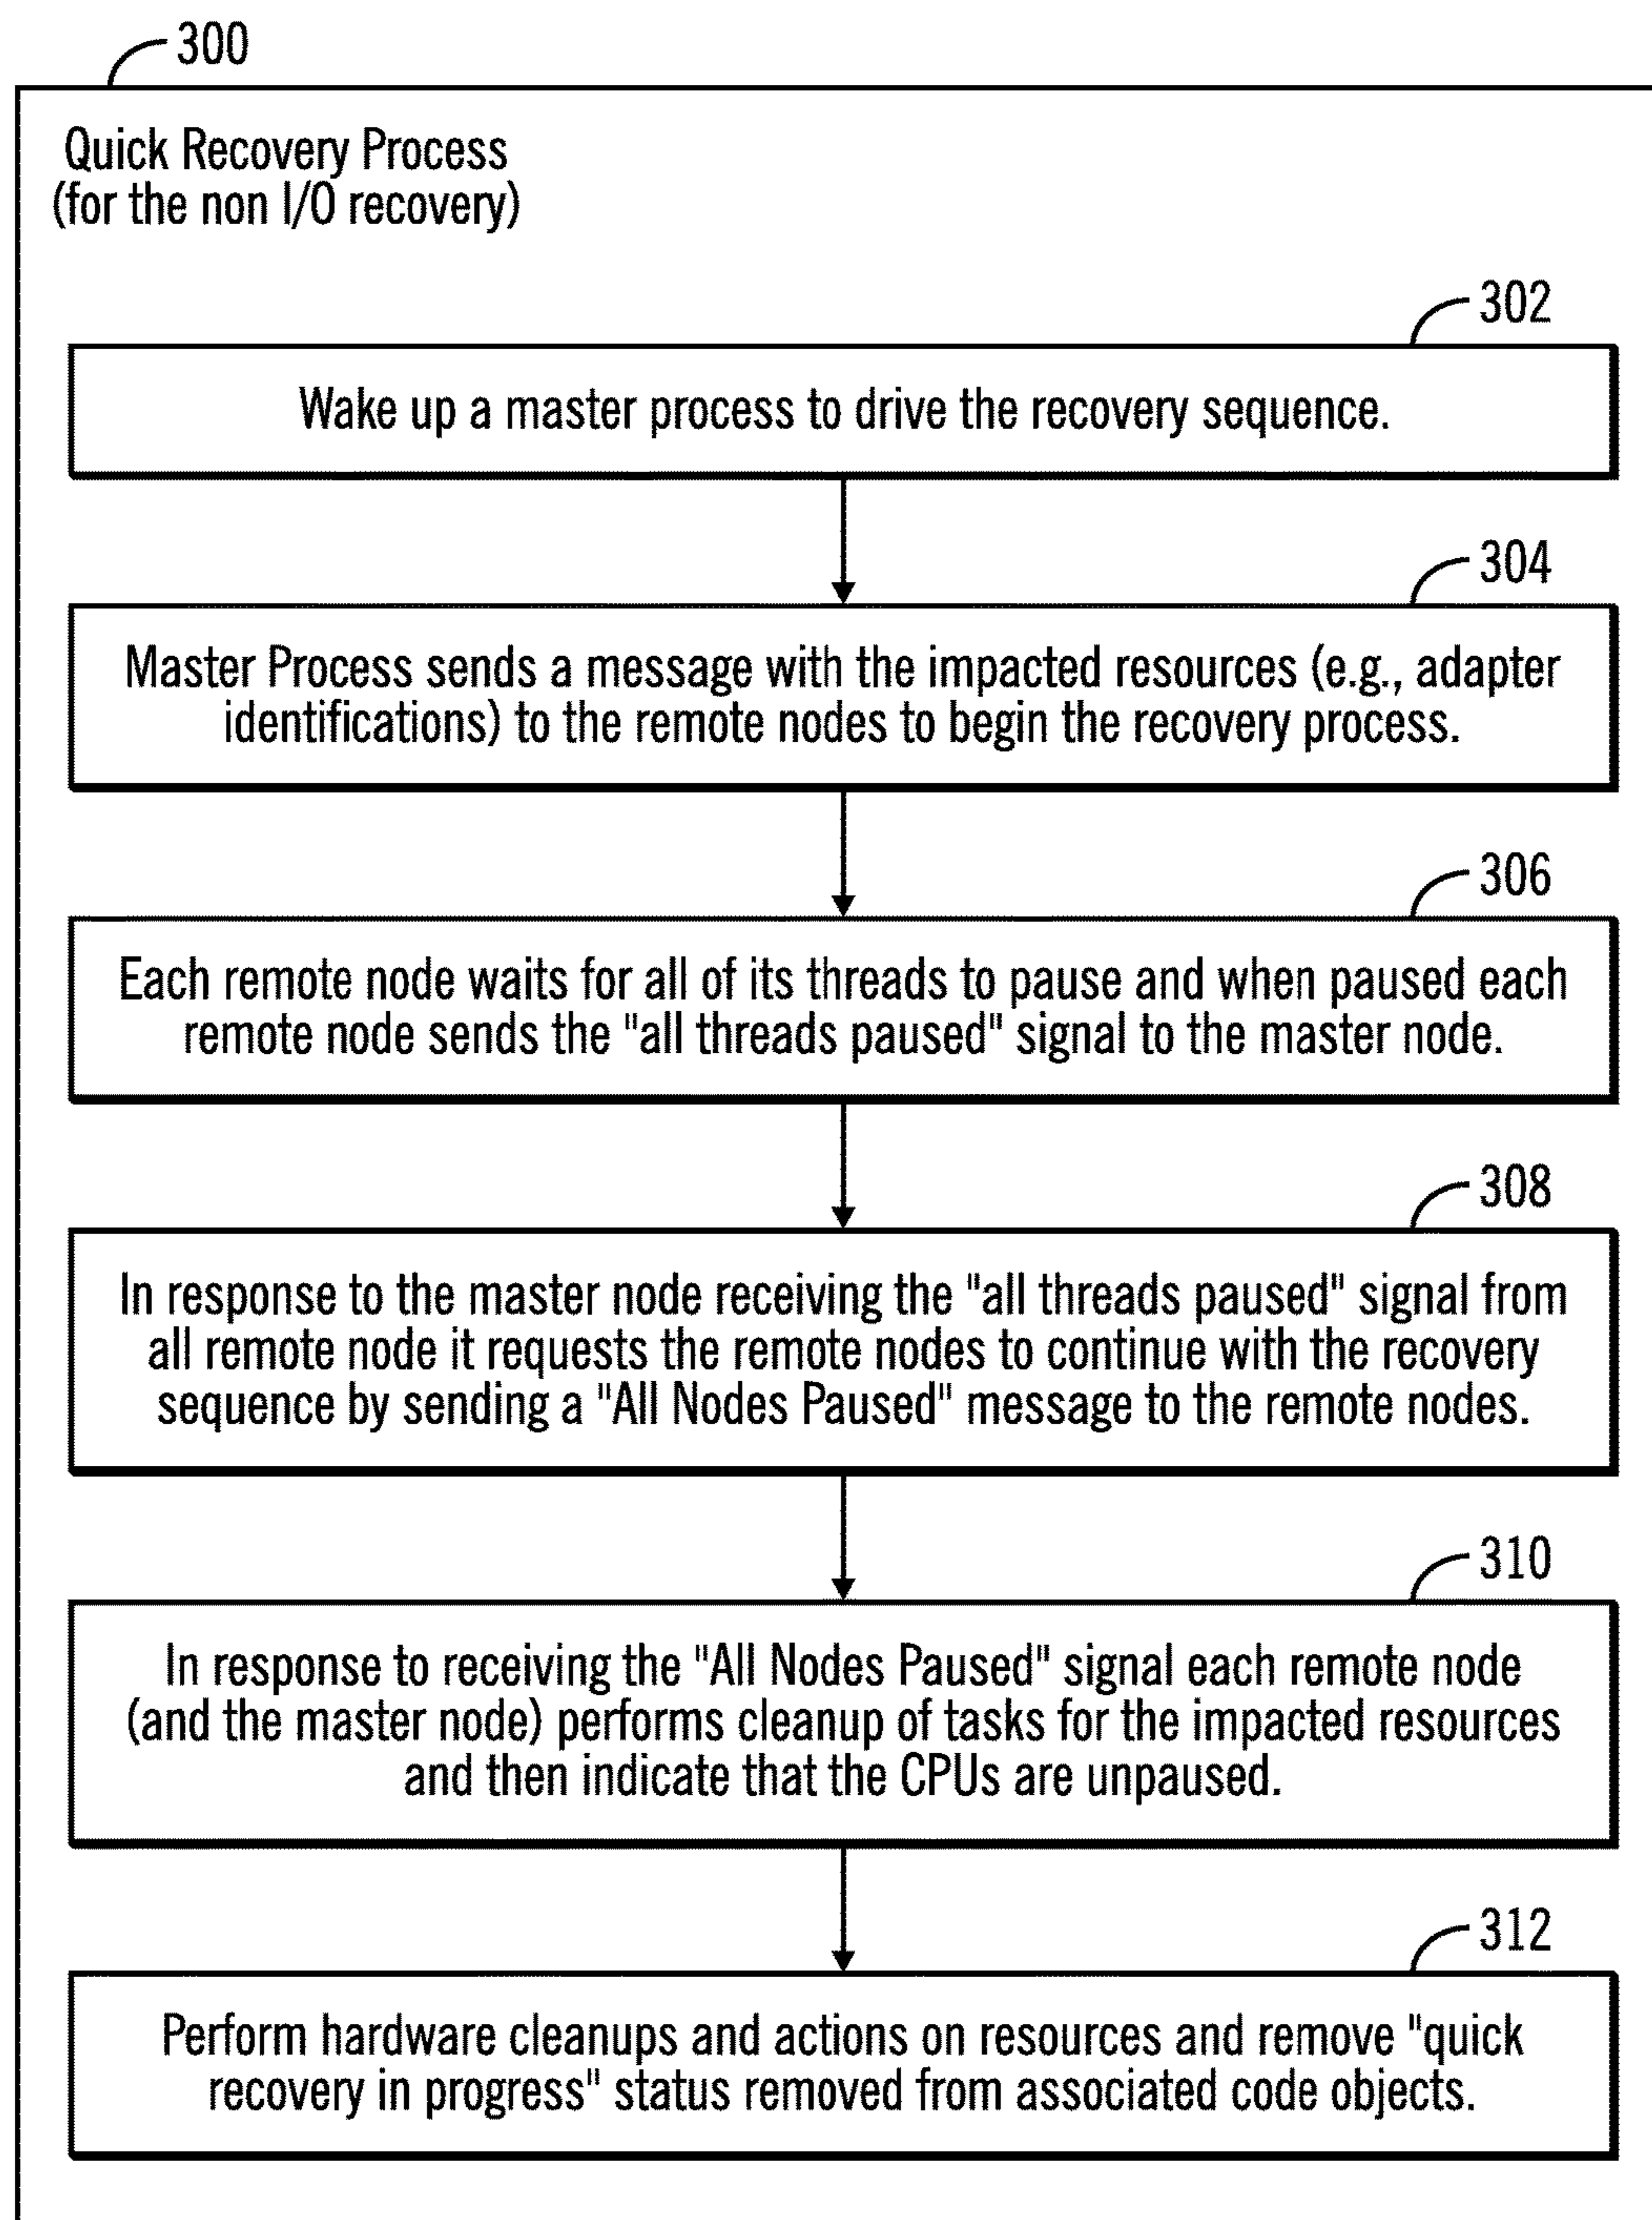 300
Quick Recovery Process
(for the non I/O recovery)
302
Wake up a master process to drive the recovery sequence.
304
Master Process sends a message with the impacted resources (e.g., adapter
identifications) to the remote nodes to begin the recovery process.
306
Each remote node waits for all of its threads to pause and when paused each
remote node sends the "all threads paused" signal to the master node.
308
In response to the master node receiving the "all threads paused" signal from
all remote node it requests the remote nodes to continue with the recovery
sequence by sending a "All Nodes Paused" message to the remote nodes.
310
In response to receiving the "All Nodes Paused" signal each remote node
(and the master node) performs cleanup of tasks for the impacted resources
and then indicate that the CPUs are unpaused.
312
Perform hardware cleanups and actions on resources and remove "quick
recovery in progress" status removed from associated code objects.